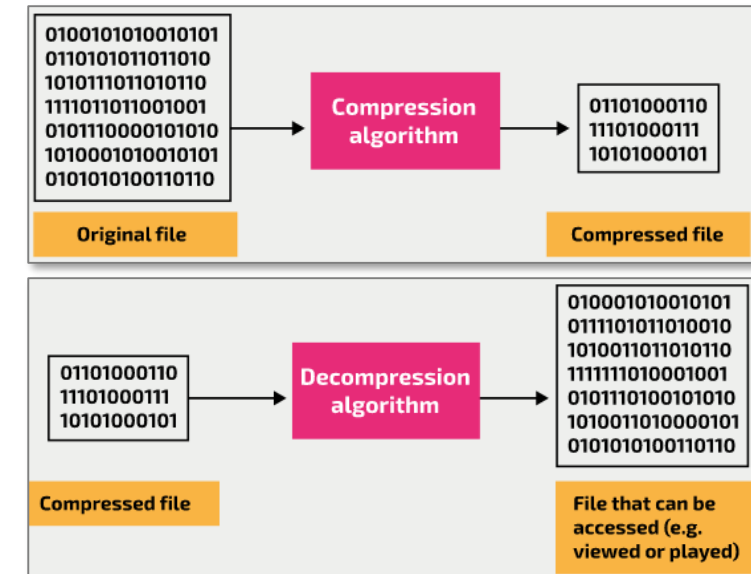 0100101010010101
0110101011011010
1010111011010110
1111011011001001
0101110000101010
1010001010010101
0101010100110110
Compression
algorithm
01101000110
11101000111
10101000101
Original file
Compressed file
01101000110
11101000111
10101000101
Decompression
algorithm
010001010010101
0111101011010010
1010011011010110
1111111010001001
0101110100101010
1010011010000101
0101010100110110
Compressed file
File that can be
accessed (e.g.
viewed or played)